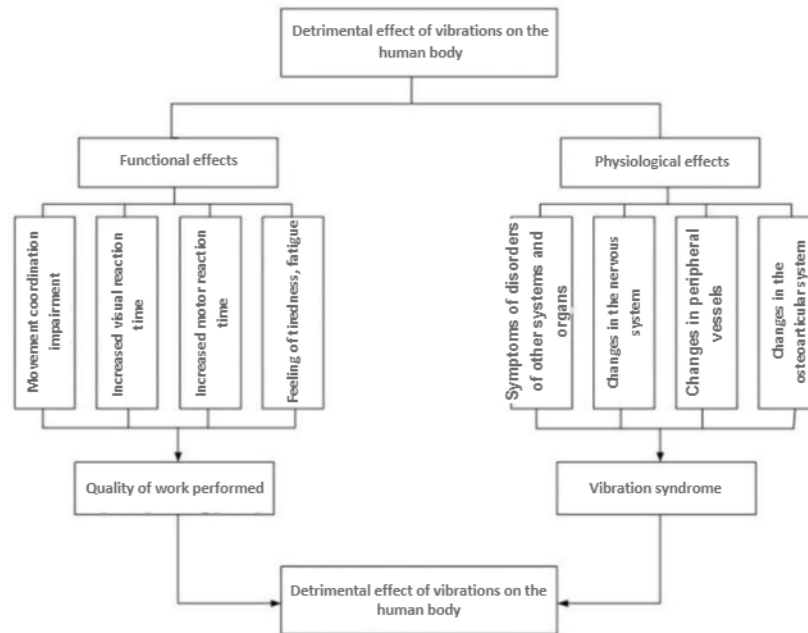 Detrimental effect of vibrations on the
human body
Functional effects
Physiological effects
Movement coordination
impairment
Increased visual reaction
time
Increased motor reaction
time
Feeling of tiredness, fatigue
Symptoms of disorders
of other systems and
organs
Changes in the nervous
system
Changes in peripheral
vessels
Changes in the
osteoarticular system
Quality of work performed
Vibration syndrome
Detrimental effect of vibrations on the
human body